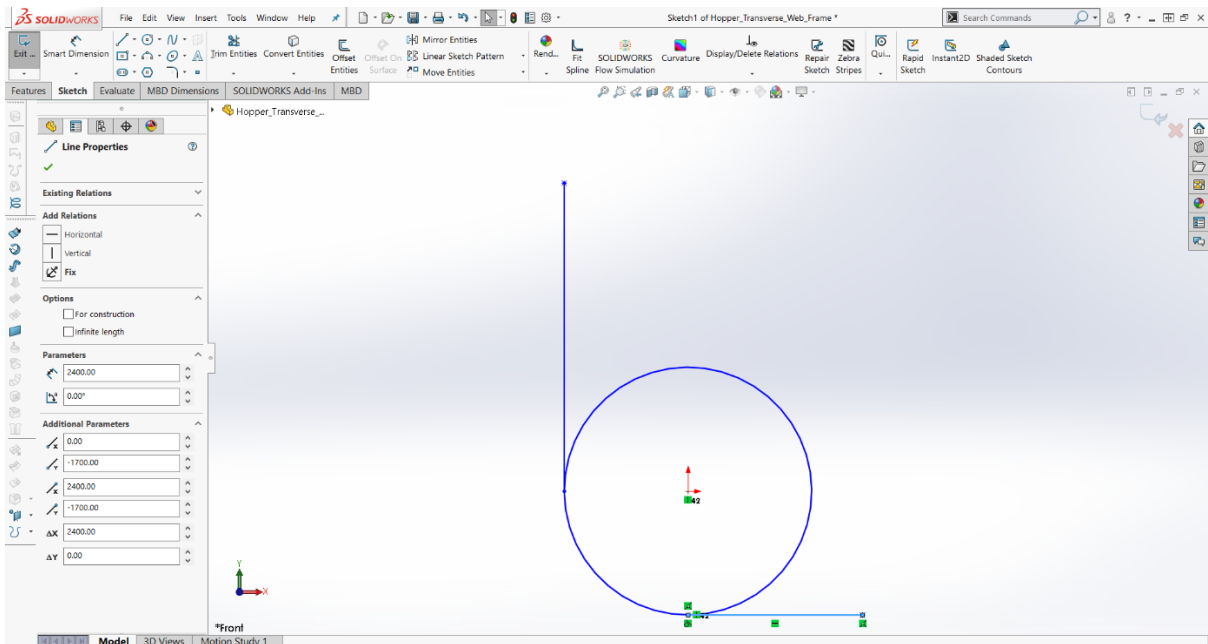 SOLIDWORKS File Edit View Insert Tools Window Help Sketch1 of Hopper_Transverse_Web_Frame * Search Commands
Exit ... Smart Dimension Trim Entities Convert Entities Offset Entities Offset On Surface Mirror Entities Linear Sketch Pattern Move Entities Rend... Fit Spline SOLIDWORKS Flow Simulation Curvature Display/Delete Relations Repair Sketch Zebra Stripes Qui... Rapid Sketch Instant2D Shaded Sketch Contours
Features Sketch Evaluate MBD Dimensions SOLIDWORKS Add-Ins MBD
Hopper_Transverse_...
Line Properties
Existing Relations
Add Relations
Horizontal
Vertical
Fix
Options
For construction
Infinite length
Parameters
2400.00
0.00°
Additional Parameters
0.00
-1700.00
2400.00
-1700.00
ΔX 2400.00
ΔY 0.00
42
42
Y
X
*Front
Model 3D Views Motion Study 1